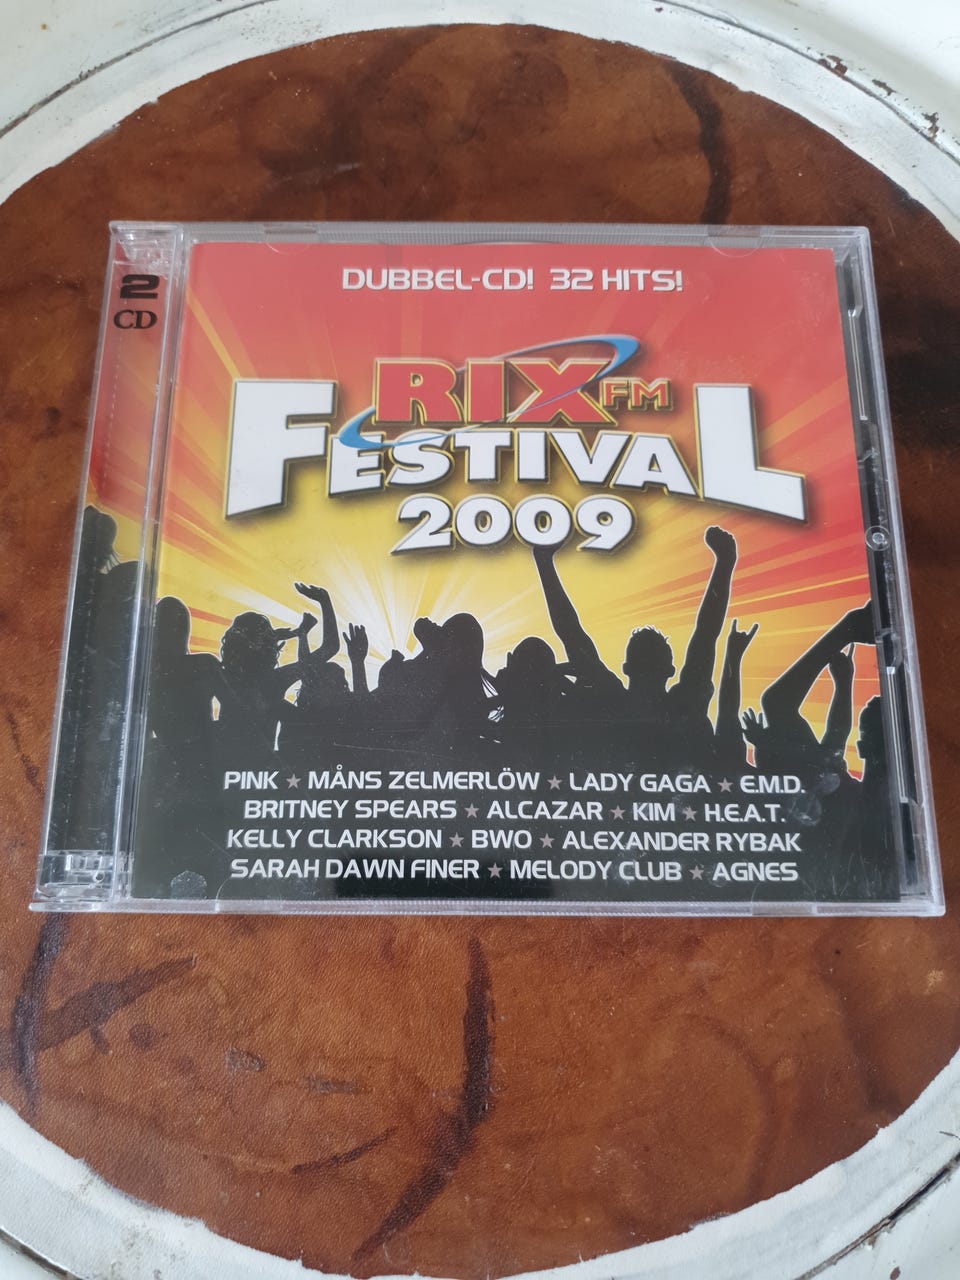 2
CD
DUBBEL-CD! 32 HITS!
RIX FM
FESTIVAL
2009
PINK ★ MÅNS ZELMERLÖW ★ LADY GAGA ★ E.M.D.
BRITNEY SPEARS ★ ALCAZAR ★ KIM ★ H.E.A.T.
KELLY CLARKSON ★ BWO ★ ALEXANDER RYBAK
SARAH DAWN FINER ★ MELODY CLUB ★ AGNES